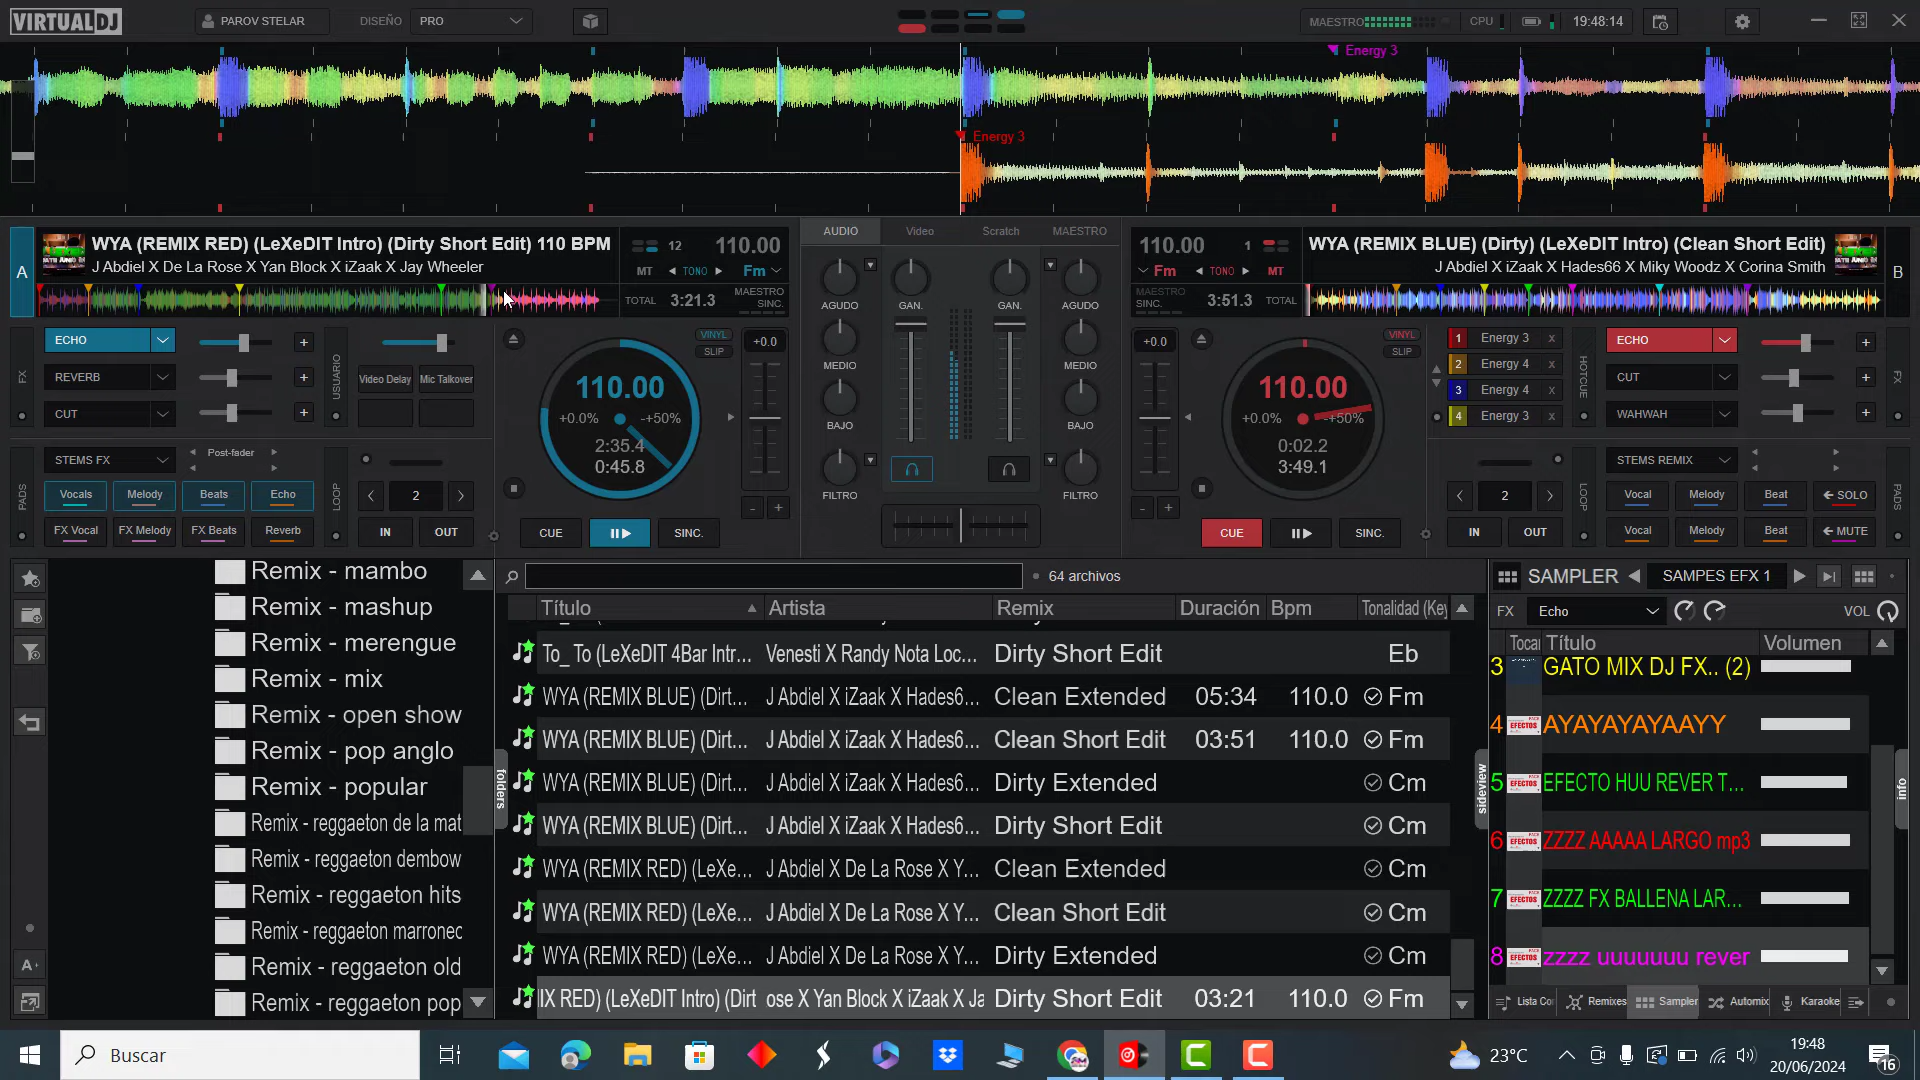 VIRTUALDJ
PAROV STELAR
DISEÑO
PRO
MAESTRO
CPU
19:48:14
Energy 3
Energy 3
A
WYA (REMIX RED) (LeXeDIT Intro) (Dirty Short Edit) 110 BPM
J Abdiel X De La Rose X Yan Block X iZaak X Jay Wheeler
12
110.00
MT
TONO
Fm
TOTAL 3:21.3
MAESTRO
SINC.
AUDIO
Video
Scratch
MAESTRO
110.00
1
WYA (REMIX BLUE) (Dirty) (LeXeDIT Intro) (Clean Short Edit)
J Abdiel X iZaak X Hades66 X Miky Woodz X Corina Smith
Fm
TONO
MT
MAESTRO
SINC.
3:51.3 TOTAL
B
FX
ECHO
REVERB
CUT
USUARIO
Video Delay
Mic Talkover
VINYL
SLIP
+0.0
110.00
+0.0%
-+50%
2:35.4
0:45.8
AGUDO
GAN.
GAN.
AGUDO
MEDIO
MEDIO
BAJO
BAJO
FILTRO
FILTRO
+0.0
VINYL
SLIP
110.00
+0.0%
-+50%
0:02.2
3:49.1
1 Energy 3 x
2 Energy 4 x
3 Energy 4 x
4 Energy 3 x
HOTCUE
ECHO
CUT
WAHWAH
FX
PADS
STEMS FX
Post-fader
Vocals
Melody
Beats
Echo
FX Vocal
FX Melody
FX Beats
Reverb
LOOP
2
IN
OUT
CUE
SINC.
CUE
SINC.
2
IN
OUT
LOOP
STEMS REMIX
Vocal
Melody
Beat
SOLO
Vocal
Melody
Beat
MUTE
PADS
Remix - mambo
Remix - mashup
Remix - merengue
Remix - mix
Remix - open show
Remix - pop anglo
Remix - popular
Remix - reggaeton de la mat
Remix - reggaeton dembow
Remix - reggaeton hits
Remix - reggaeton marroneo
Remix - reggaeton old
Remix - reggaeton pop
folders
64 archivos
Título Artista Remix Duración Bpm Tonalidad (Key
To_ To (LeXeDIT 4Bar Intr... Venesti X Randy Nota Loc... Dirty Short Edit Eb
WYA (REMIX BLUE) (Dirt... J Abdiel X iZaak X Hades6... Clean Extended 05:34 110.0 Fm
WYA (REMIX BLUE) (Dirt... J Abdiel X iZaak X Hades6... Clean Short Edit 03:51 110.0 Fm
WYA (REMIX BLUE) (Dirt... J Abdiel X iZaak X Hades6... Dirty Extended Cm
WYA (REMIX BLUE) (Dirt... J Abdiel X iZaak X Hades6... Dirty Short Edit Cm
WYA (REMIX RED) (LeXe... J Abdiel X De La Rose X Y... Clean Extended Cm
WYA (REMIX RED) (LeXe... J Abdiel X De La Rose X Y... Clean Short Edit Cm
WYA (REMIX RED) (LeXe... J Abdiel X De La Rose X Y... Dirty Extended Cm
IX RED) (LeXeDIT Intro) (Dirt ose X Yan Block X iZaak X Ja Dirty Short Edit 03:21 110.0 Fm
sideview
SAMPLER
SAMPES EFX 1
FX
Echo
VOL
Tocar Título Volumen
3 GATO MIX DJ FX.. (2)
4 EFECTOS AYAYAYAYAAYY
5 EFECTOS EFECTO HUU REVER T...
6 EFECTOS ZZZZ AAAAA LARGO mp3
7 EFECTOS ZZZZ FX BALLENA LAR...
8 EFECTOS zzzz uuuuuuu rever
info
Lista Cor
Remixes
Sampler
Automix
Karaoke
Buscar
23°C
19:48
20/06/2024
16